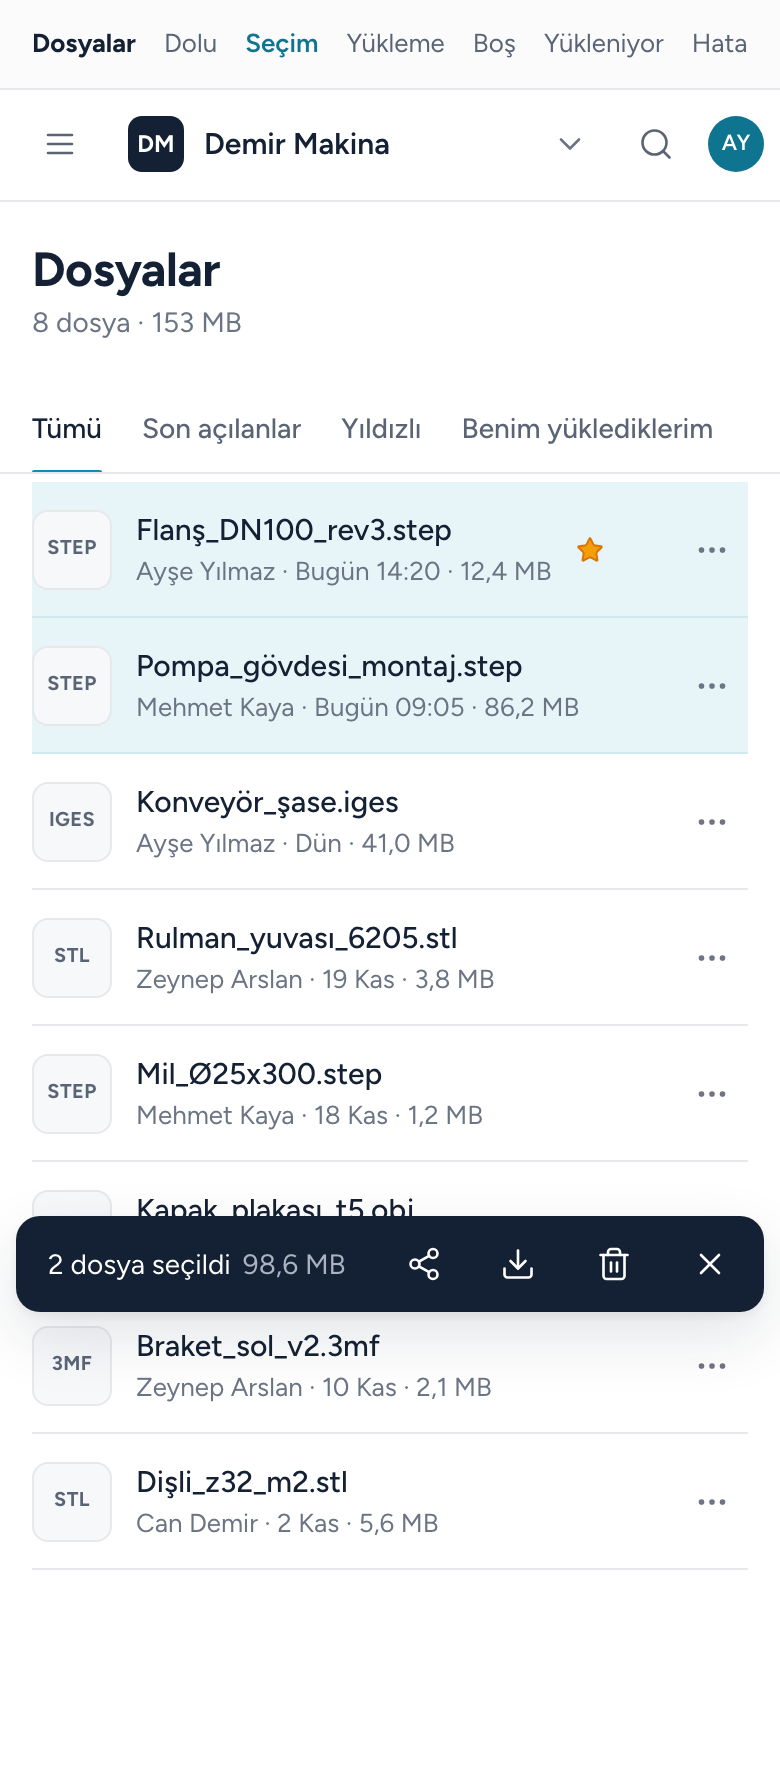 Dosyalar Dolu Seçim Yükleme Boş Yükleniyor Hata
DM Demir Makina AY
Dosyalar
8 dosya · 153 MB
Tümü Son açılanlar Yıldızlı Benim yüklediklerim
STEP Flanş_DN100_rev3.step
Ayşe Yılmaz · Bugün 14:20 · 12,4 MB
STEP Pompa_gövdesi_montaj.step
Mehmet Kaya · Bugün 09:05 · 86,2 MB
IGES Konveyör_şase.iges
Ayşe Yılmaz · Dün · 41,0 MB
STL Rulman_yuvası_6205.stl
Zeynep Arslan · 19 Kas · 3,8 MB
STEP Mil_Ø25x300.step
Mehmet Kaya · 18 Kas · 1,2 MB
Kapak_plakası_t5.obj
2 dosya seçildi 98,6 MB
3MF Braket_sol_v2.3mf
Zeynep Arslan · 10 Kas · 2,1 MB
STL Dişli_z32_m2.stl
Can Demir · 2 Kas · 5,6 MB